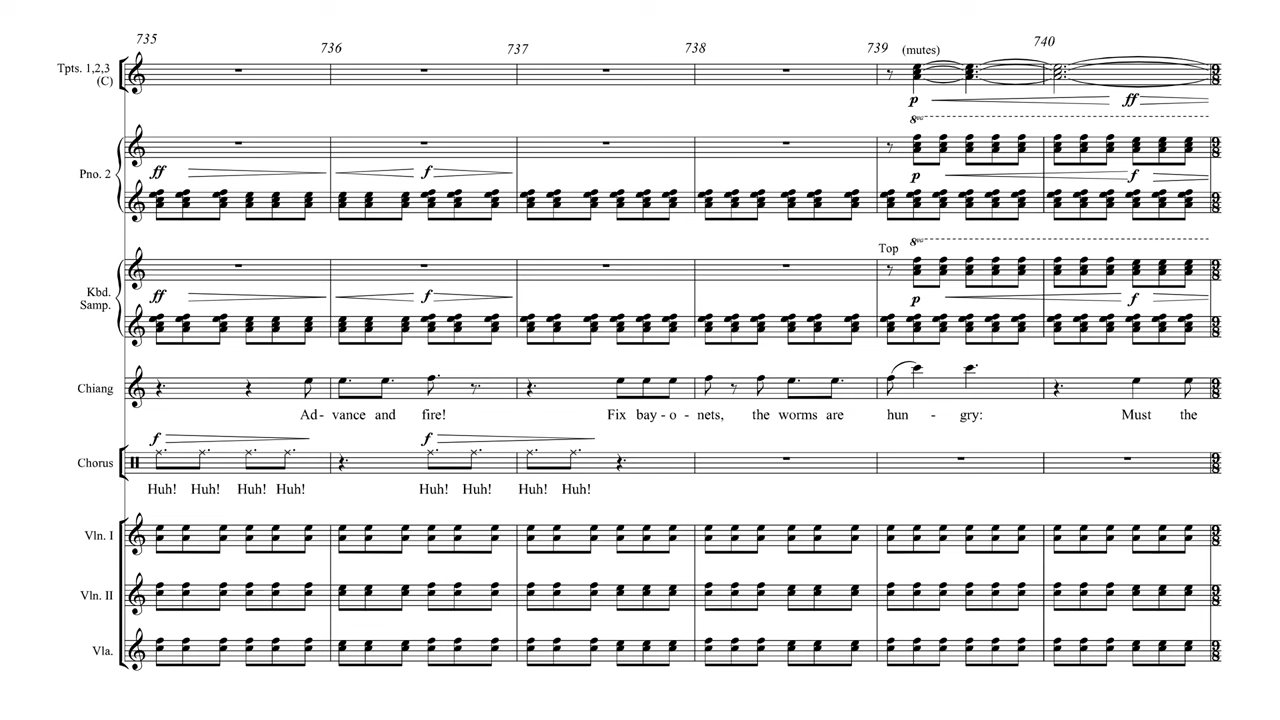 735 736 737 738 739 740
Tpts. 1,2,3
(C)
(mutes)
p ff
8va
Pno. 2
ff f p f
Top 8va
Kbd.
Samp.
ff f p f
Chiang
Ad- vance and fire! Fix bay - o - nets, the worms are hun - gry: Must the
f f
Chorus
Huh! Huh! Huh! Huh! Huh! Huh! Huh! Huh!
Vln. I
Vln. II
Vla.
9
8